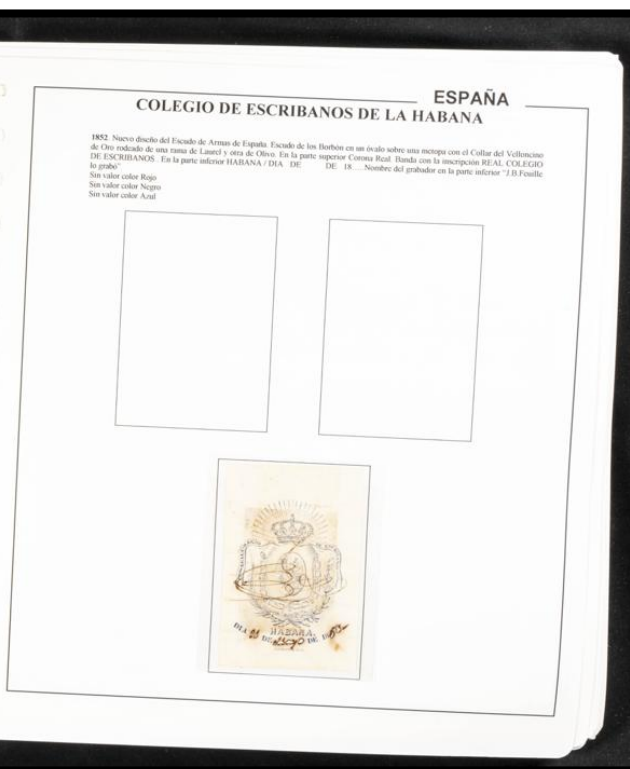 ESPAÑA
COLEGIO DE ESCRIBANOS DE LA HABANA
1852. Nuevo diseño del Escudo de Armas de España. Escudo de los Borbón en un óvalo sobre una metopa con el Collar del Vellocino
de Oro rodeado de una rama de Laurel y otra de Olivo. En la parte superior Corona Real. Banda con la inscripción REAL COLEGIO
DE ESCRIBANOS. En la parte inferior HABANA / DIA DE DE 18.....Nombre del grabador en la parte inferior "J.B.Feuille
lo grabó"
Sin valor color Rojo
Sin valor color Negro
Sin valor color Azul
HABANA.
DIA DE DE